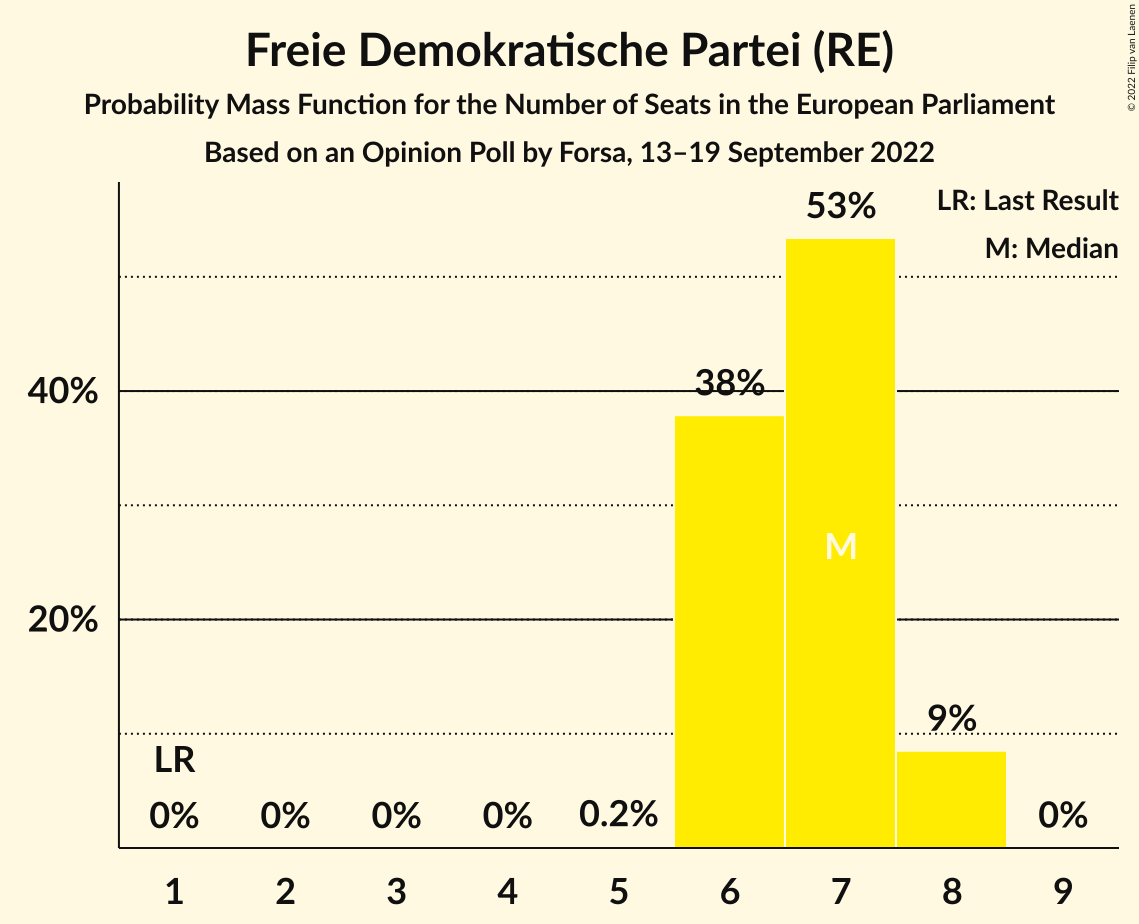 Freie Demokratische Partei (RE)
Probability Mass Function for the Number of Seats in the European Parliament
Based on an Opinion Poll by Forsa, 13–19 September 2022
© 2022 Filip van Laenen
LR: Last Result
M: Median
53%
40%
38%
M
20%
9%
LR
0%
0%
0%
0%
0.2%
0%
1 2 3 4 5 6 7 8 9